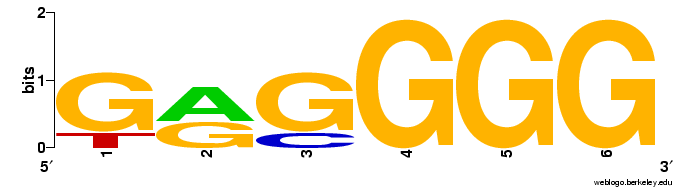 2
bits
1
0
G A G G G G
T G C
5′ 1 2 3 4 5 6 3′
weblogo.berkeley.edu